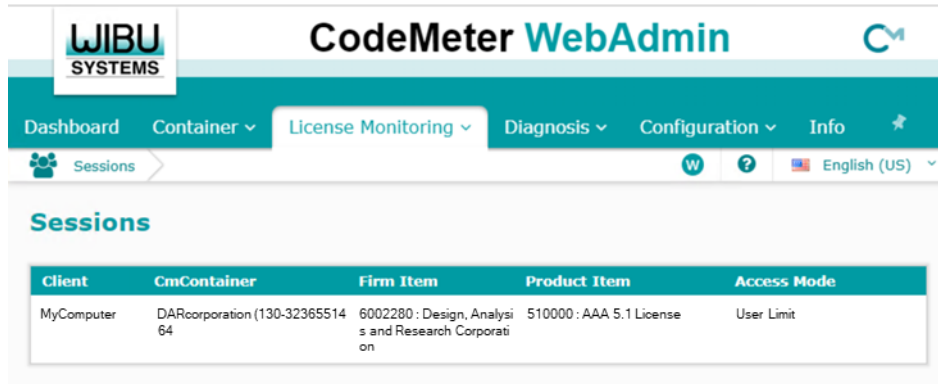 WIBU
SYSTEMS
CodeMeter WebAdmin
CM
Dashboard Container License Monitoring Diagnosis Configuration Info
Sessions W ? English (US)
Sessions
Client CmContainer Firm Item Product Item Access Mode
MyComputer DARcorporation (130-32365514 6002280 : Design, Analysi 510000 : AAA 5.1 License User Limit
64 s and Research Corporati
on